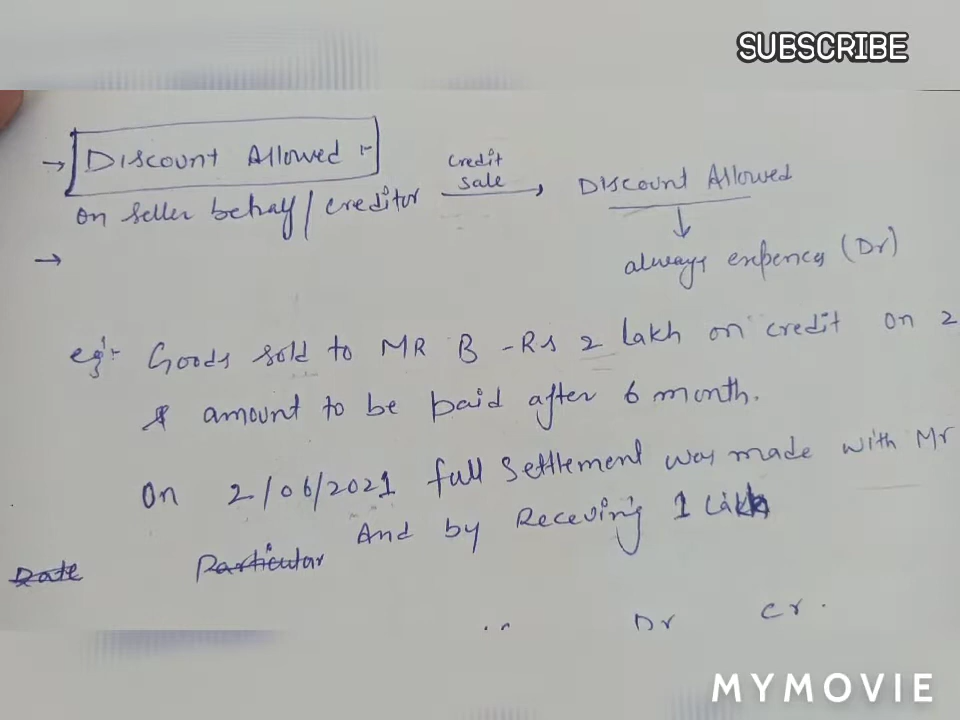 SUBSCRIBE
→ Discount Allowed :-
on seller behay/creditor credit sale → Discount Allowed
→ always expences (Dr)
eg:- Goods sold to MR B - Rs 2 lakh on credit on 2
& amount to be paid after 6 month.
On 2/06/2021 full settlement was made with Mr
And by Receving 1 Lakh
Date Particular
Dr Cr.
MYMOVIE